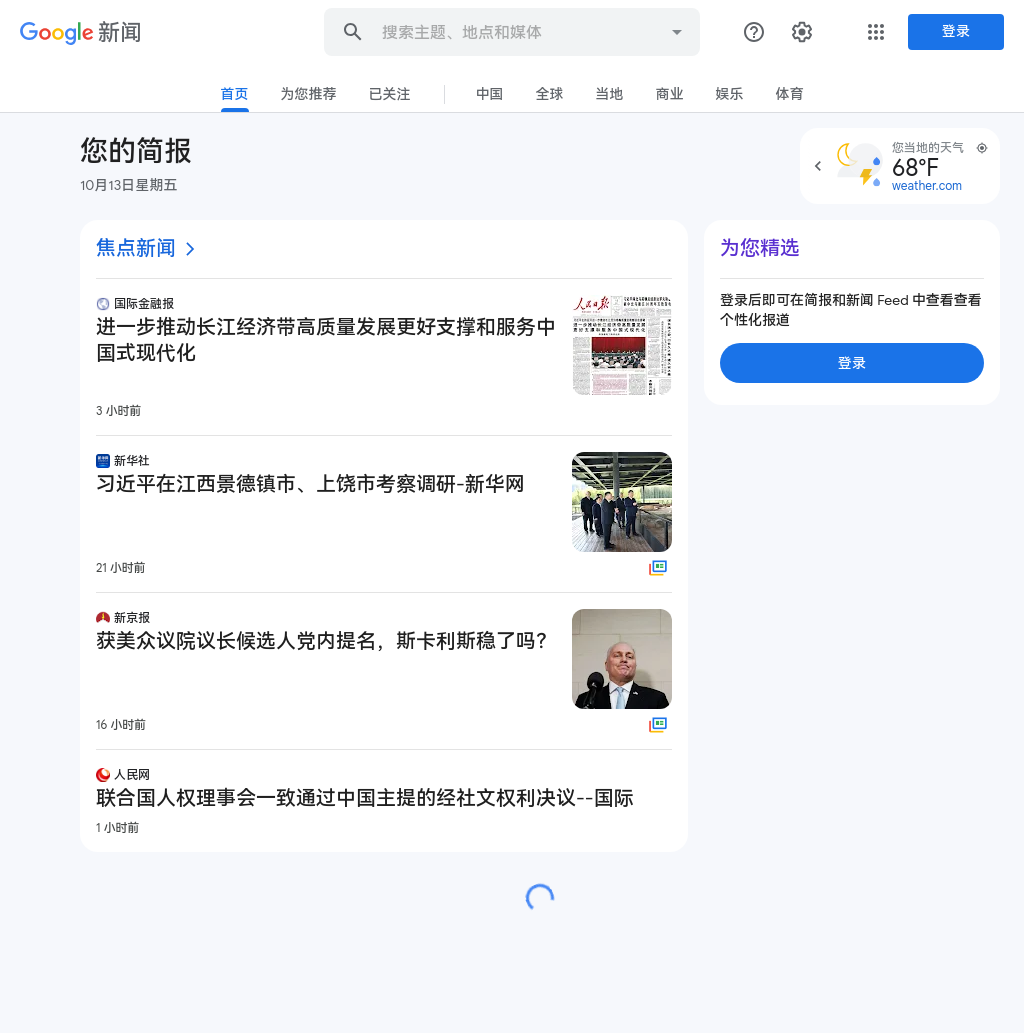 Google 新闻
搜索主题、地点和媒体
登录
首页 为您推荐 已关注 中国 全球 当地 商业 娱乐 体育
您的简报
10月13日星期五
您当地的天气
68°F
weather.com
焦点新闻
国际金融报
进一步推动长江经济带高质量发展更好支撑和服务中
国式现代化
3 小时前
人民日报
新华社
习近平在江西景德镇市、上饶市考察调研-新华网
21 小时前
新京报
获美众议院议长候选人党内提名，斯卡利斯稳了吗？
16 小时前
人民网
联合国人权理事会一致通过中国主提的经社文权利决议--国际
1 小时前
为您精选
登录后即可在简报和新闻 Feed 中查看查看
个性化报道
登录